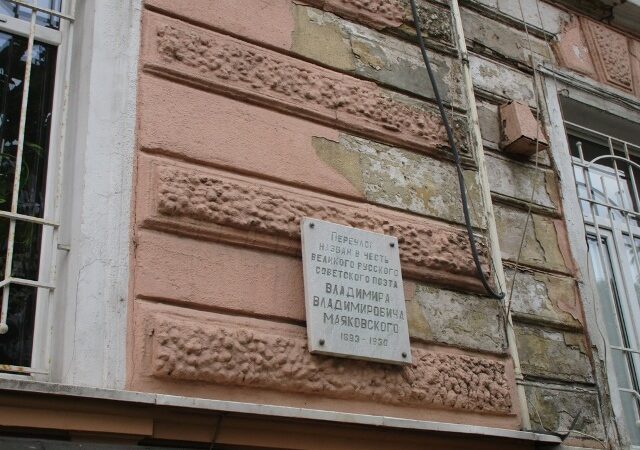 Переулок
назван в честь
великого русского
советского поэта
Владимира
Владимировича
Маяковского
1893 - 1930